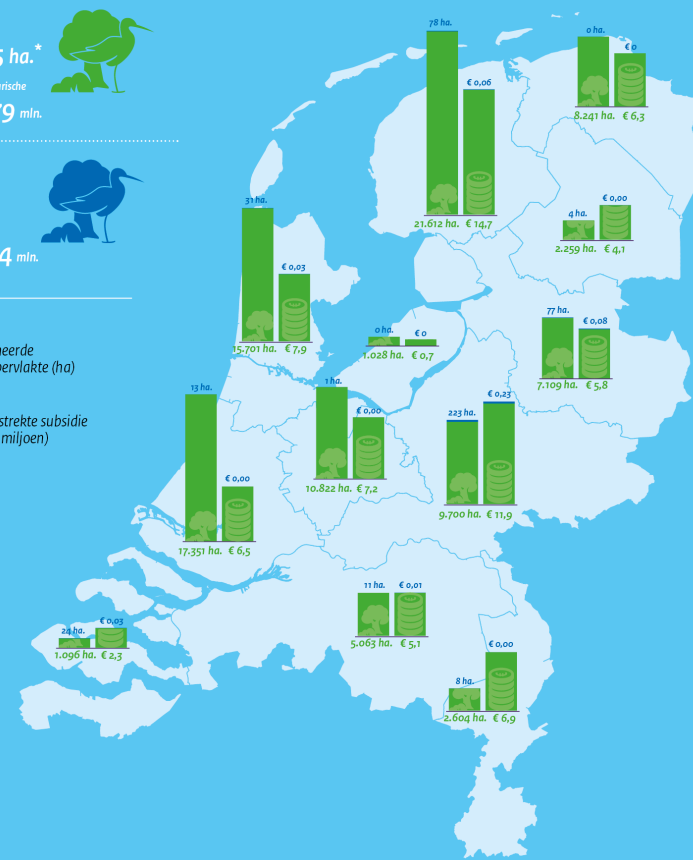 ha.*
mln.
mln.
(ha)
subsidie
miljoen)
78 ha.
€ 0,06
21.612 ha. € 14,7
0 ha.
€ 0
8.241 ha. € 6,3
4 ha.
€ 0,00
2.259 ha. € 4,1
31 ha.
€ 0,03
15.701 ha. € 7,9
0 ha.
€ 0
1.028 ha. € 0,7
77 ha.
€ 0,08
7.109 ha. € 5,8
13 ha.
€ 0,00
17.351 ha. € 6,5
1 ha.
€ 0,00
10.822 ha. € 7,2
223 ha.
€ 0,23
9.700 ha. € 11,9
11 ha.
€ 0,01
5.063 ha. € 5,1
24 ha.
€ 0,03
1.096 ha. € 2,3
8 ha.
€ 0,00
2.604 ha. € 6,9